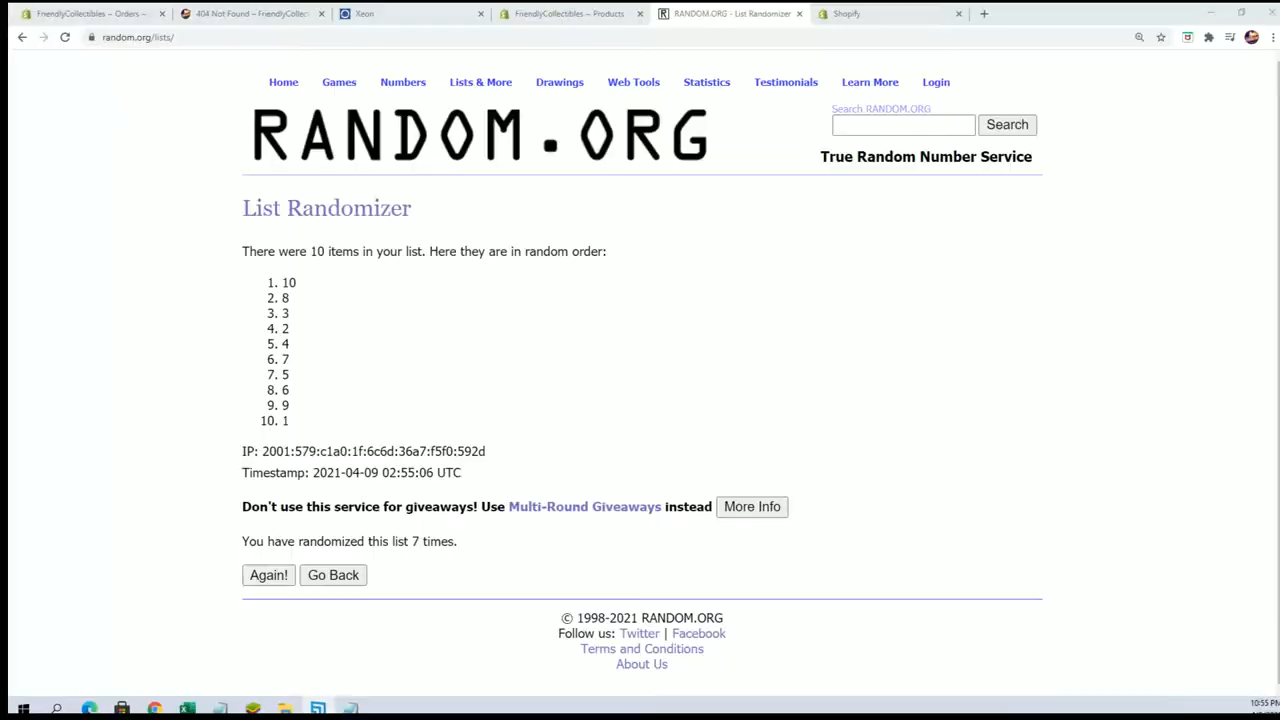 FriendlyCollectibles ~ Orders ~
404 Not Found – FriendlyCollect
Xeon
FriendlyCollectibles ~ Products
RANDOM.ORG - List Randomizer
Shopify
random.org/lists/
Home Games Numbers Lists & More Drawings Web Tools Statistics Testimonials Learn More Login
RANDOM.ORG
Search RANDOM.ORG
Search
True Random Number Service
List Randomizer
There were 10 items in your list. Here they are in random order:
1. 10
2. 8
3. 3
4. 2
5. 4
6. 7
7. 5
8. 6
9. 9
10. 1
IP: 2001:579:c1a0:1f:6c6d:36a7:f5f0:592d
Timestamp: 2021-04-09 02:55:06 UTC
Don't use this service for giveaways! Use Multi-Round Giveaways instead More Info
You have randomized this list 7 times.
Again! Go Back
© 1998-2021 RANDOM.ORG
Follow us: Twitter | Facebook
Terms and Conditions
About Us
10:55 PM